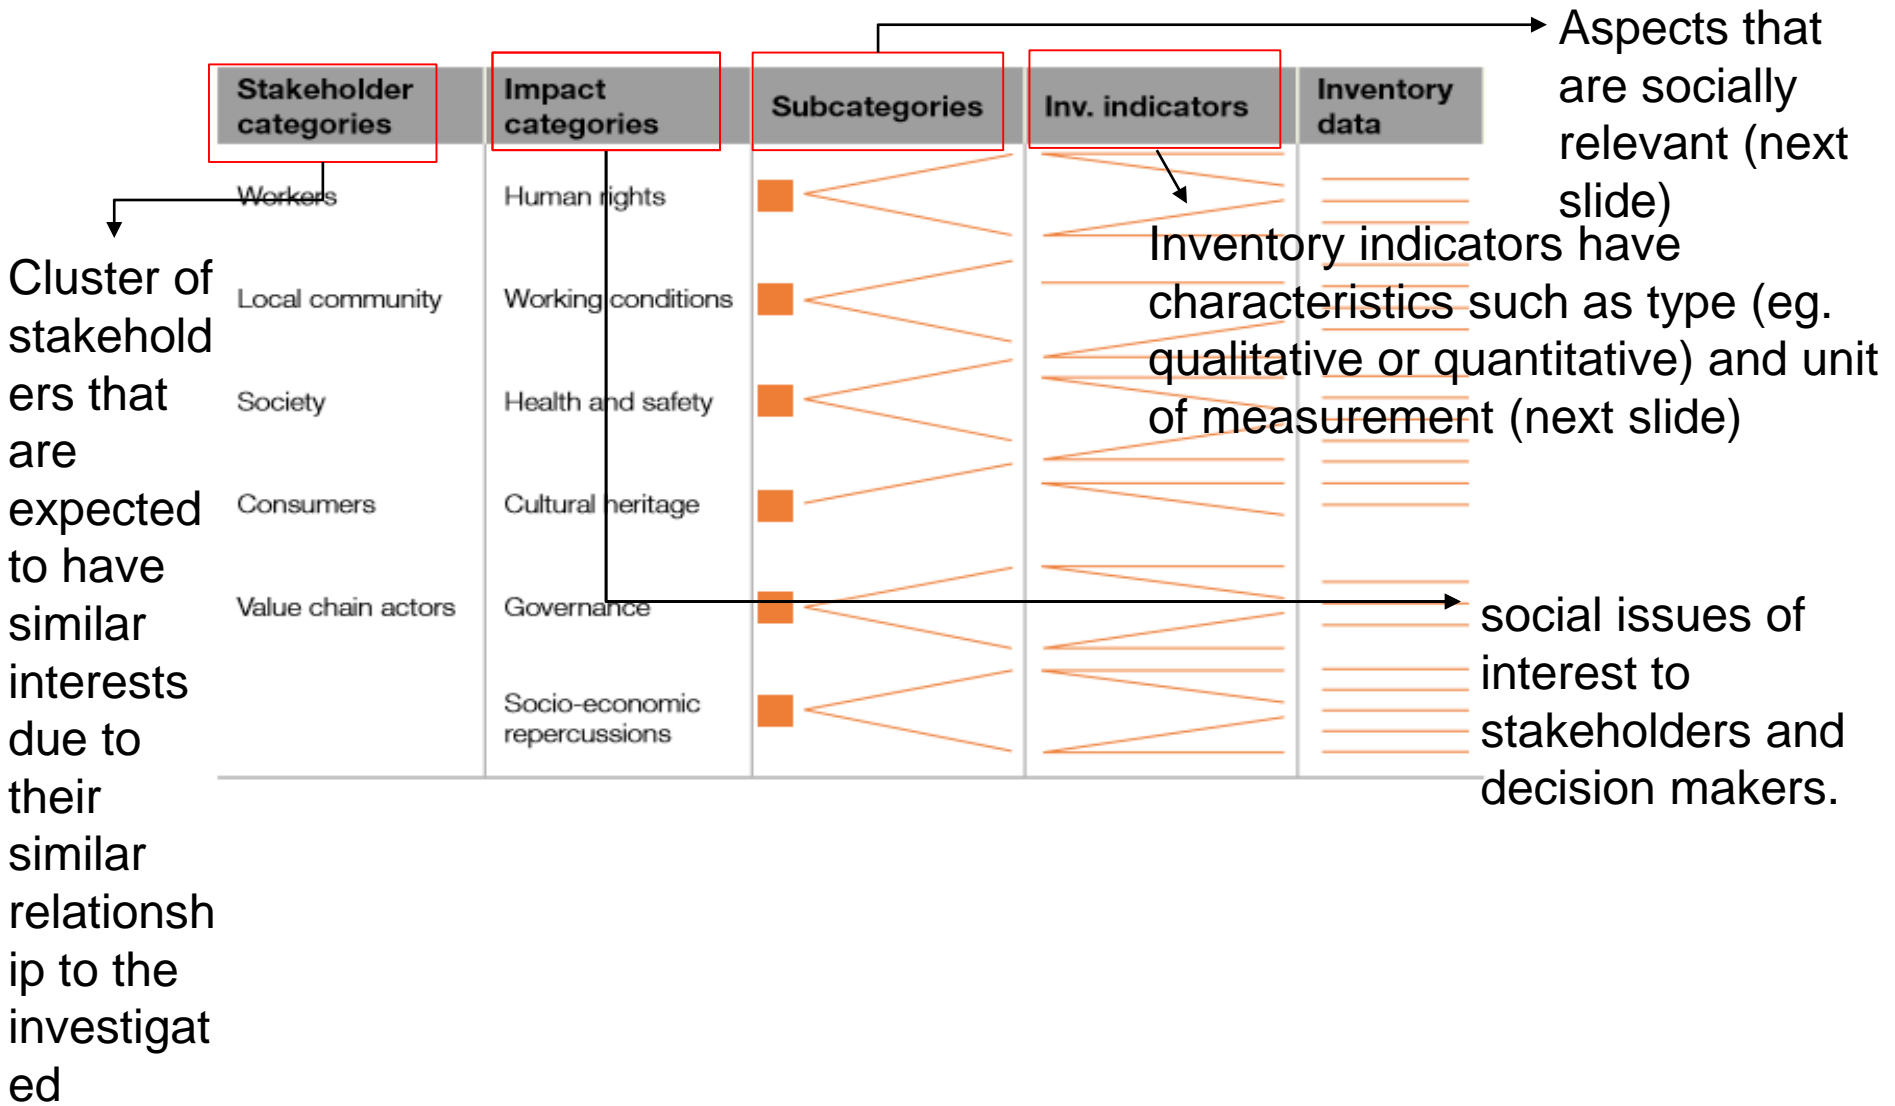 Stakeholder
categories
Impact
categories
Subcategories
Inv. indicators
Inventory
data
Workers
Human rights
Local community
Working conditions
Society
Health and safety
Consumers
Cultural heritage
Value chain actors
Governance
Socio-economic
repercussions
Aspects that
are socially
relevant (next
slide)
Inventory indicators have
characteristics such as type (eg.
qualitative or quantitative) and unit
of measurement (next slide)
Cluster of
stakehold
ers that
are
expected
to have
similar
interests
due to
their
similar
relationsh
ip to the
investigat
ed
social issues of
interest to
stakeholders and
decision makers.